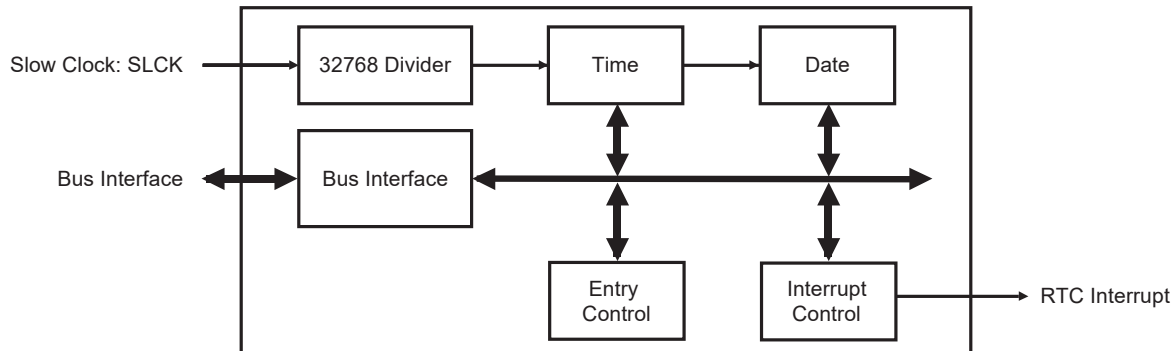 Slow Clock: SLCK
32768 Divider
Time
Date
Bus Interface
Bus Interface
Entry
Control
Interrupt
Control
RTC Interrupt